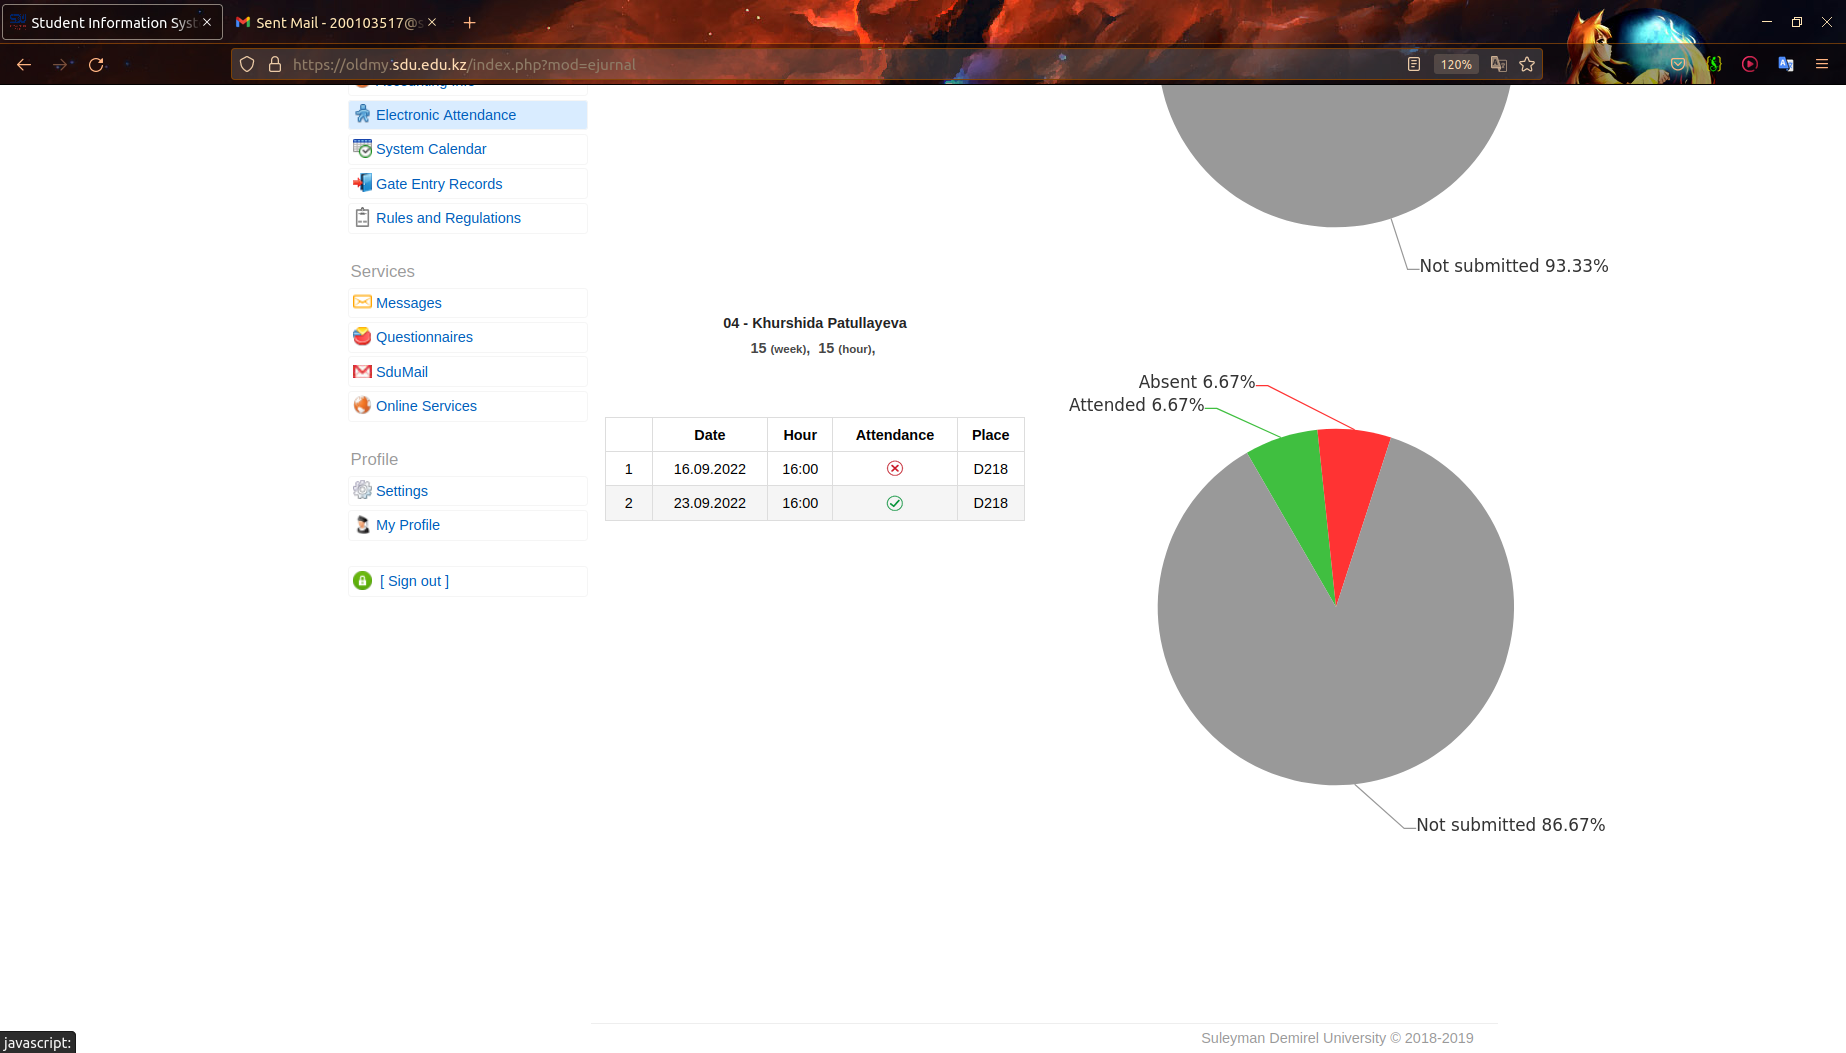 Student Information Syst
Sent Mail - 200103517@s
https://oldmy.sdu.edu.kz/index.php?mod=ejurnal
120%
Accounting Info
Electronic Attendance
System Calendar
Gate Entry Records
Rules and Regulations
Services
Messages
Questionnaires
SduMail
Online Services
Profile
Settings
My Profile
[ Sign out ]
Not submitted 93.33%
04 - Khurshida Patullayeva
15 (week), 15 (hour),
Date Hour Attendance Place
1 16.09.2022 16:00 D218
2 23.09.2022 16:00 D218
Absent 6.67%
Attended 6.67%
Not submitted 86.67%
Suleyman Demirel University © 2018-2019
javascript: